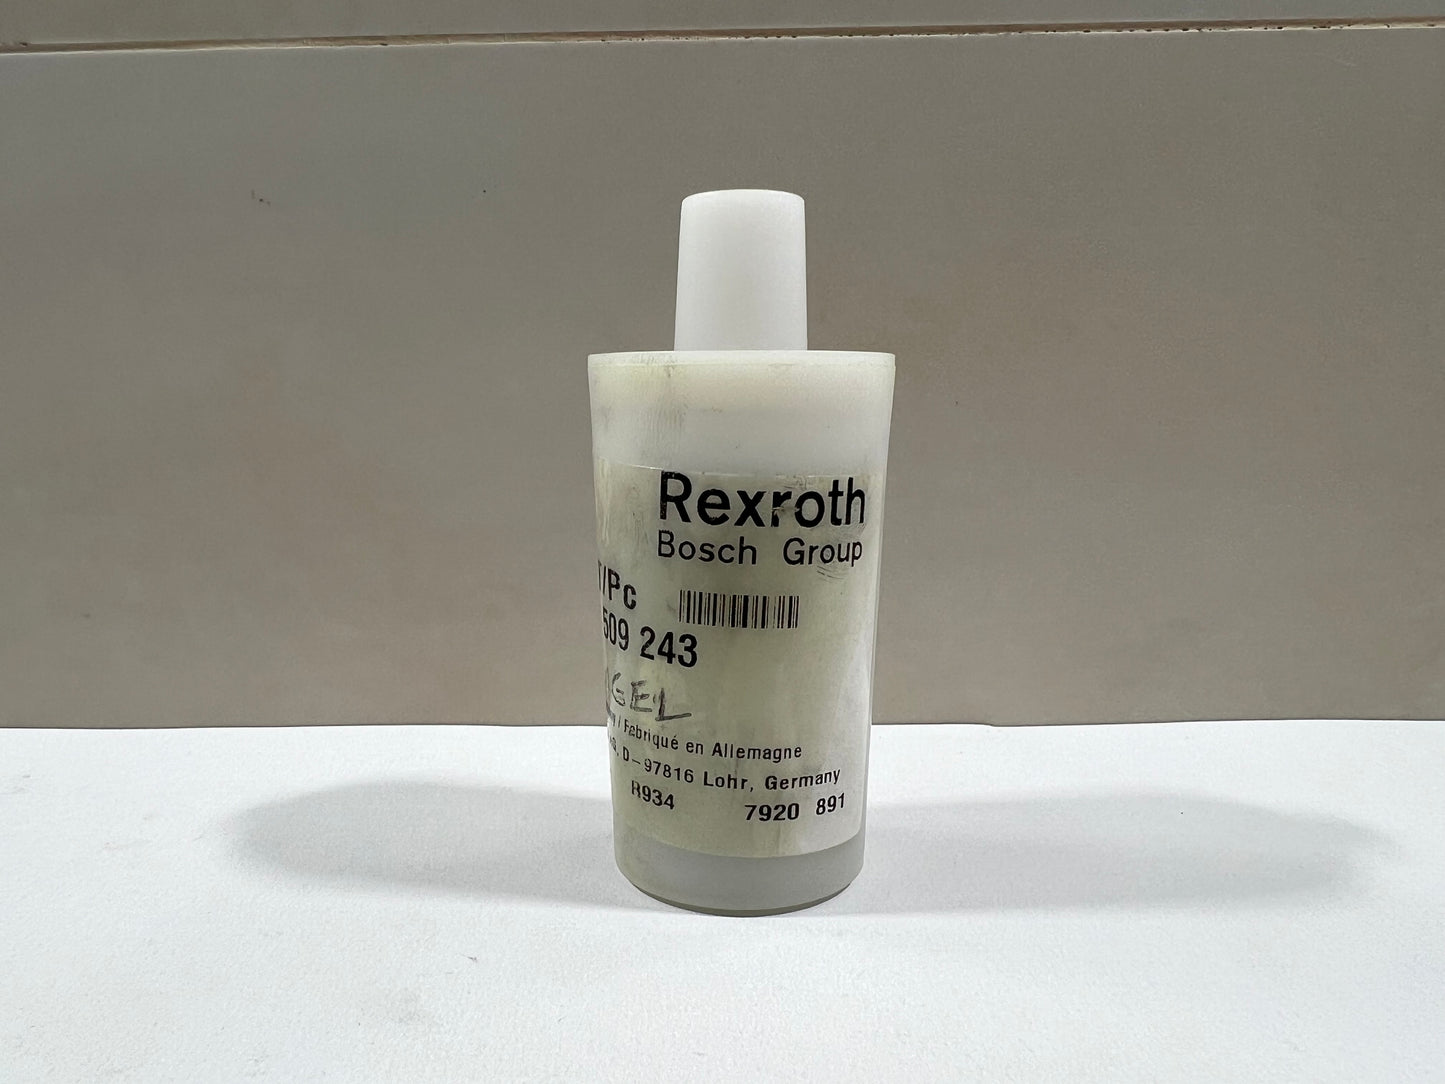 Rexroth
Bosch Group
T/Pc
509 243
GEL
/ Fabriqué en Allemagne
D-97816 Lohr, Germany
R934 7920 891